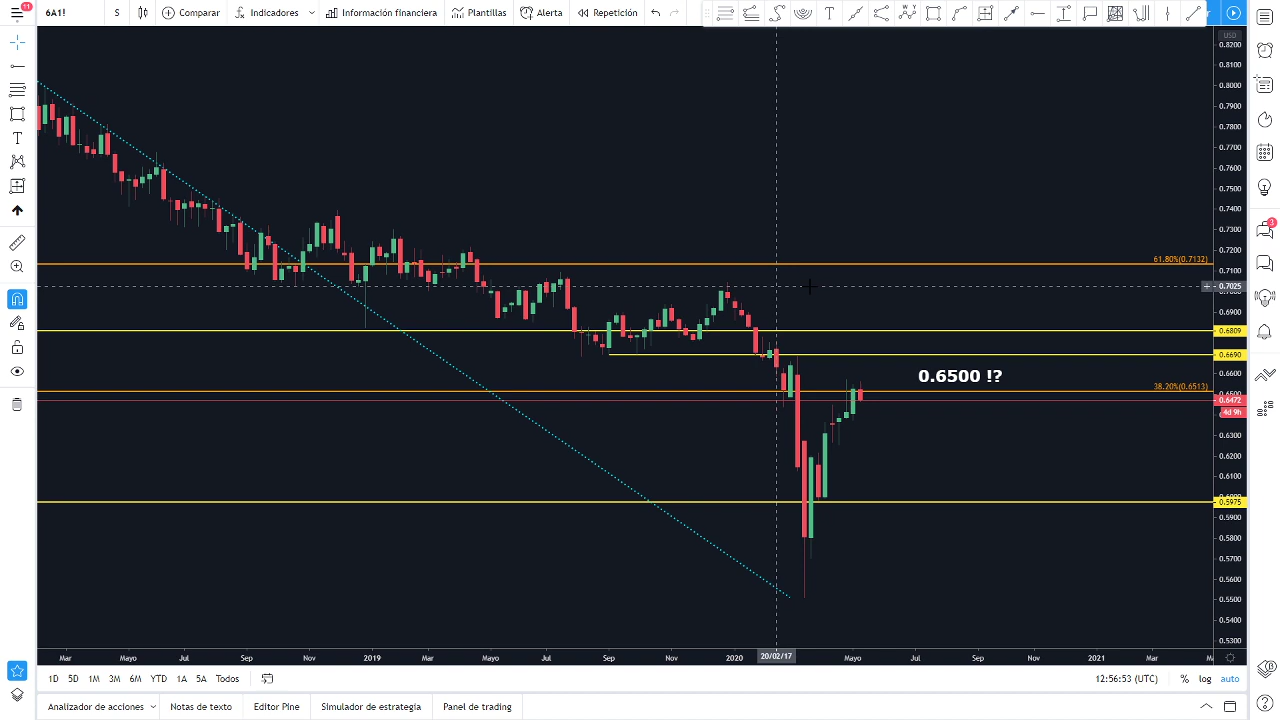 11
6A1!
S
Comparar
Indicadores
Información financiera
Plantillas
Alerta
Repetición
USD
0.8200
0.8100
0.8000
0.7900
0.7800
0.7700
0.7600
0.7500
0.7400
0.7300
0.7200
61.80%(0.7132)
0.7100
0.7025
0.6900
0.6809
0.6690
0.6600
0.6500 !?
38.20%(0.6513)
0.6472
4d 9h
0.6300
0.6200
0.6100
0.5975
0.5900
0.5800
0.5700
0.5600
0.5500
0.5400
0.5300
3
Mar Mayo Jul Sep Nov 2019 Mar Mayo Jul Sep Nov 2020 20/02/17 Mayo Jul Sep Nov 2021 Mar
1D 5D 1M 3M 6M YTD 1A 5A Todos
12:56:53 (UTC) % log auto
Analizador de acciones Notas de texto Editor Pine Simulador de estrategia Panel de trading